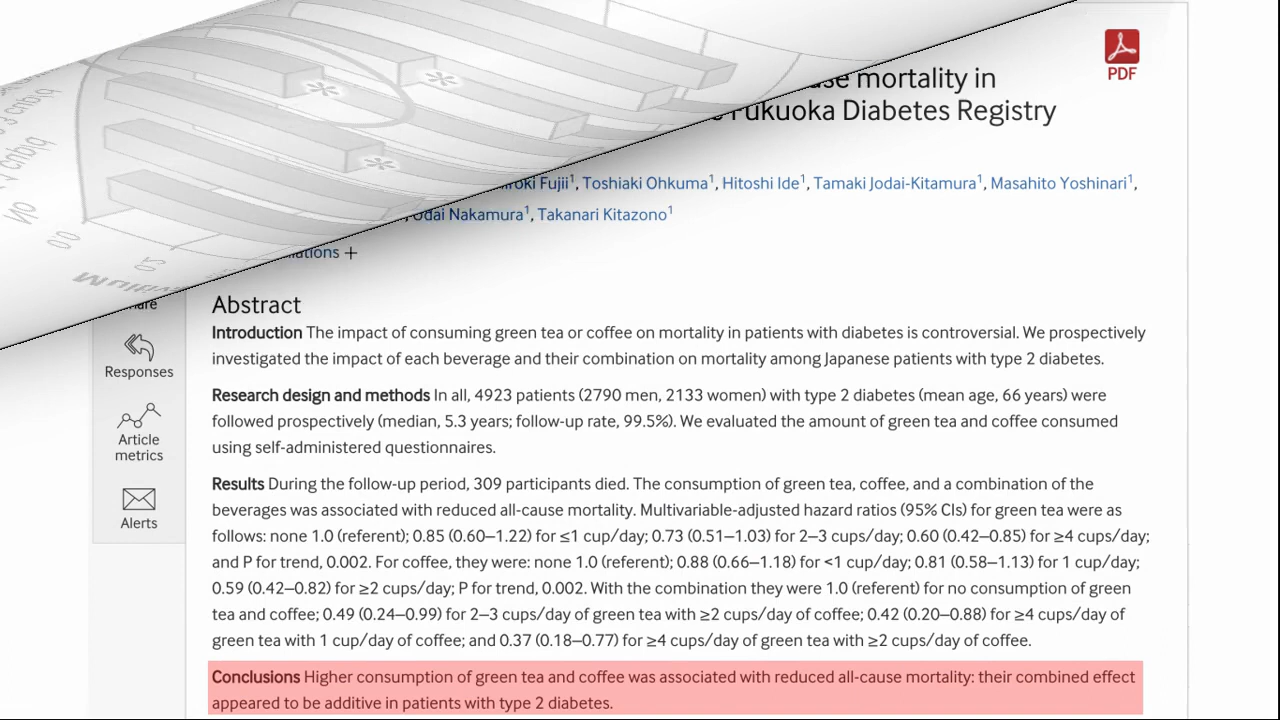 PDF
mortality in
Fukuoka Diabetes Registry
Fujii1, Toshiaki Ohkuma1, Hitoshi Ide1, Tamaki Jodai-Kitamura1, Masahito Yoshinari1,
Nakamura1, Takanari Kitazono1
+
Abstract
Introduction The impact of consuming green tea or coffee on mortality in patients with diabetes is controversial. We prospectively
investigated the impact of each beverage and their combination on mortality among Japanese patients with type 2 diabetes.
Responses
Article
metrics
Alerts
Research design and methods In all, 4923 patients (2790 men, 2133 women) with type 2 diabetes (mean age, 66 years) were
followed prospectively (median, 5.3 years; follow-up rate, 99.5%). We evaluated the amount of green tea and coffee consumed
using self-administered questionnaires.
Results During the follow-up period, 309 participants died. The consumption of green tea, coffee, and a combination of the
beverages was associated with reduced all-cause mortality. Multivariable-adjusted hazard ratios (95% CIs) for green tea were as
follows: none 1.0 (referent); 0.85 (0.60–1.22) for ≤1 cup/day; 0.73 (0.51–1.03) for 2–3 cups/day; 0.60 (0.42–0.85) for ≥4 cups/day;
and P for trend, 0.002. For coffee, they were: none 1.0 (referent); 0.88 (0.66–1.18) for <1 cup/day; 0.81 (0.58–1.13) for 1 cup/day;
0.59 (0.42–0.82) for ≥2 cups/day; P for trend, 0.002. With the combination they were 1.0 (referent) for no consumption of green
tea and coffee; 0.49 (0.24–0.99) for 2–3 cups/day of green tea with ≥2 cups/day of coffee; 0.42 (0.20–0.88) for ≥4 cups/day of
green tea with 1 cup/day of coffee; and 0.37 (0.18–0.77) for ≥4 cups/day of green tea with ≥2 cups/day of coffee.
Conclusions Higher consumption of green tea and coffee was associated with reduced all-cause mortality: their combined effect
appeared to be additive in patients with type 2 diabetes.